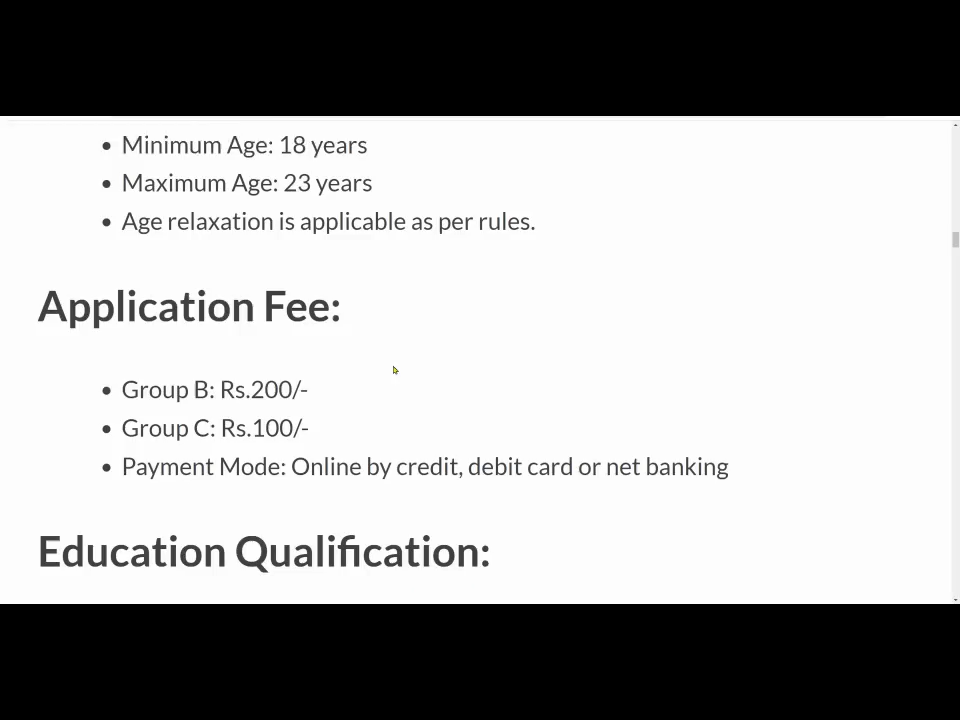 • Minimum Age: 18 years
• Maximum Age: 23 years
• Age relaxation is applicable as per rules.
Application Fee:
• Group B: Rs.200/-
• Group C: Rs.100/-
• Payment Mode: Online by credit, debit card or net banking
Education Qualification: